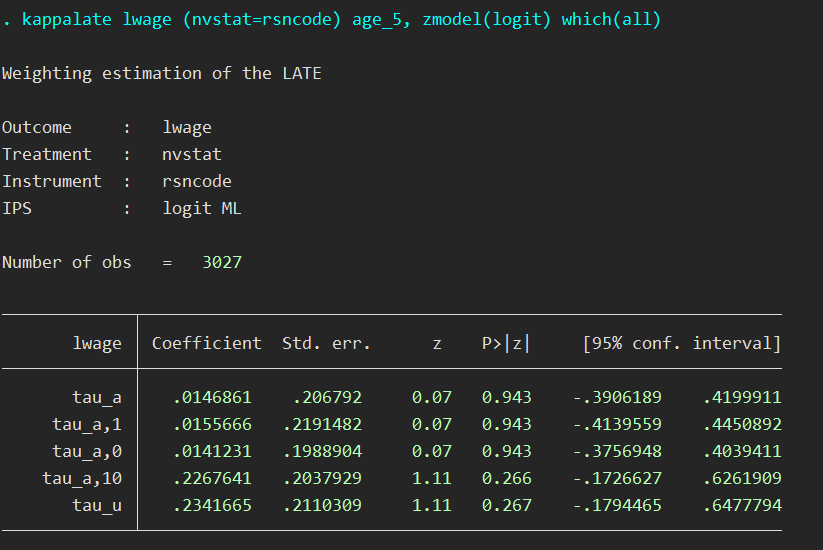 . kappalate lwage (nvstat=rsncode) age_5, zmodel(logit) which(all)
Weighting estimation of the LATE
Outcome : lwage
Treatment : nvstat
Instrument : rsncode
IPS : logit ML
Number of obs = 3027
lwage Coefficient Std. err. z P>|z| [95% conf. interval]
tau_a .0146861 .206792 0.07 0.943 -.3906189 .4199911
tau_a,1 .0155666 .2191482 0.07 0.943 -.4139559 .4450892
tau_a,0 .0141231 .1988904 0.07 0.943 -.3756948 .4039411
tau_a,10 .2267641 .2037929 1.11 0.266 -.1726627 .6261909
tau_u .2341665 .2110309 1.11 0.267 -.1794465 .6477794